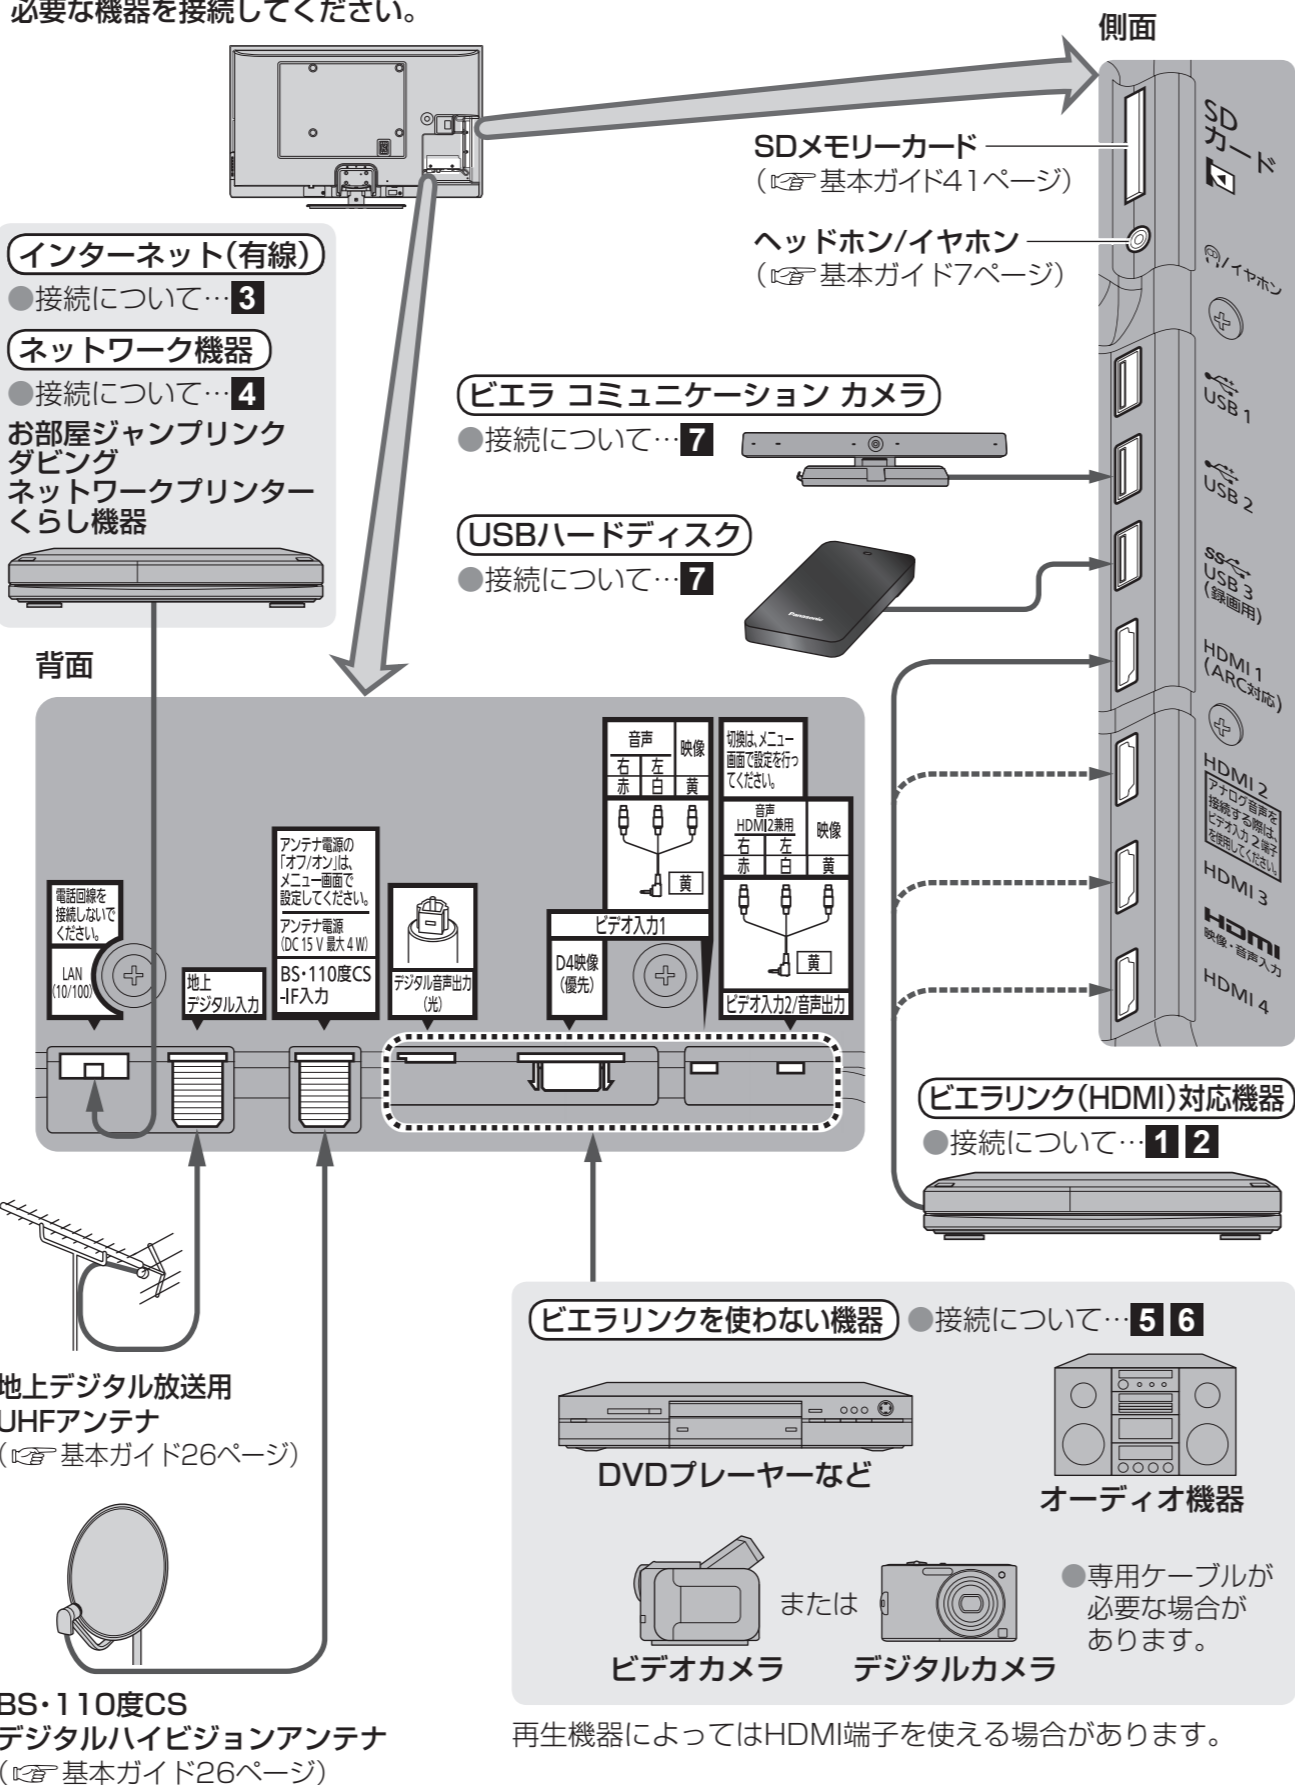 必要な機器を接続してください。
側面
SDメモリーカード
(☞基本ガイド41ページ)
ヘッドホン/イヤホン
(☞基本ガイド7ページ)
SD
カード
/イヤホン
USB 1
USB 2
SS
USB 3
(録画用)
HDMI 1
(ARC対応)
HDMI 2
アナログ音声を
接続する際は、
ビデオ入力2端子
を使用してください。
HDMI 3
HDMI
映像・音声入力
HDMI 4
インターネット(有線)
●接続について…3
ネットワーク機器
●接続について…4
お部屋ジャンプリンク
ダビング
ネットワークプリンター
くらし機器
ビエラ コミュニケーション カメラ
●接続について…7
USBハードディスク
●接続について…7
Panasonic
背面
電話回線を
接続しないで
ください。
LAN
(10/100)
地上
デジタル入力
アンテナ電源の
「オフ/オン」は、
メニュー画面で
設定してください。
アンテナ電源
(DC 15 V 最大 4 W)
BS・110度CS
-IF入力
デジタル音声出力
(光)
音声 映像
右 左
赤 白 黄
黄
ビデオ入力1
D4映像
(優先)
切換は、メニュー
画面で設定を行っ
てください。
音声
HDMI2兼用 映像
右 左
赤 白 黄
黄
ビデオ入力2/音声出力
ビエラリンク(HDMI)対応機器
●接続について…1 2
地上デジタル放送用
UHFアンテナ
(☞基本ガイド26ページ)
BS・110度CS
デジタルハイビジョンアンテナ
(☞基本ガイド26ページ)
ビエラリンクを使わない機器 ●接続について…5 6
DVDプレーヤーなど
オーディオ機器
または
ビデオカメラ
デジタルカメラ
●専用ケーブルが
必要な場合が
あります。
再生機器によってはHDMI端子を使える場合があります。